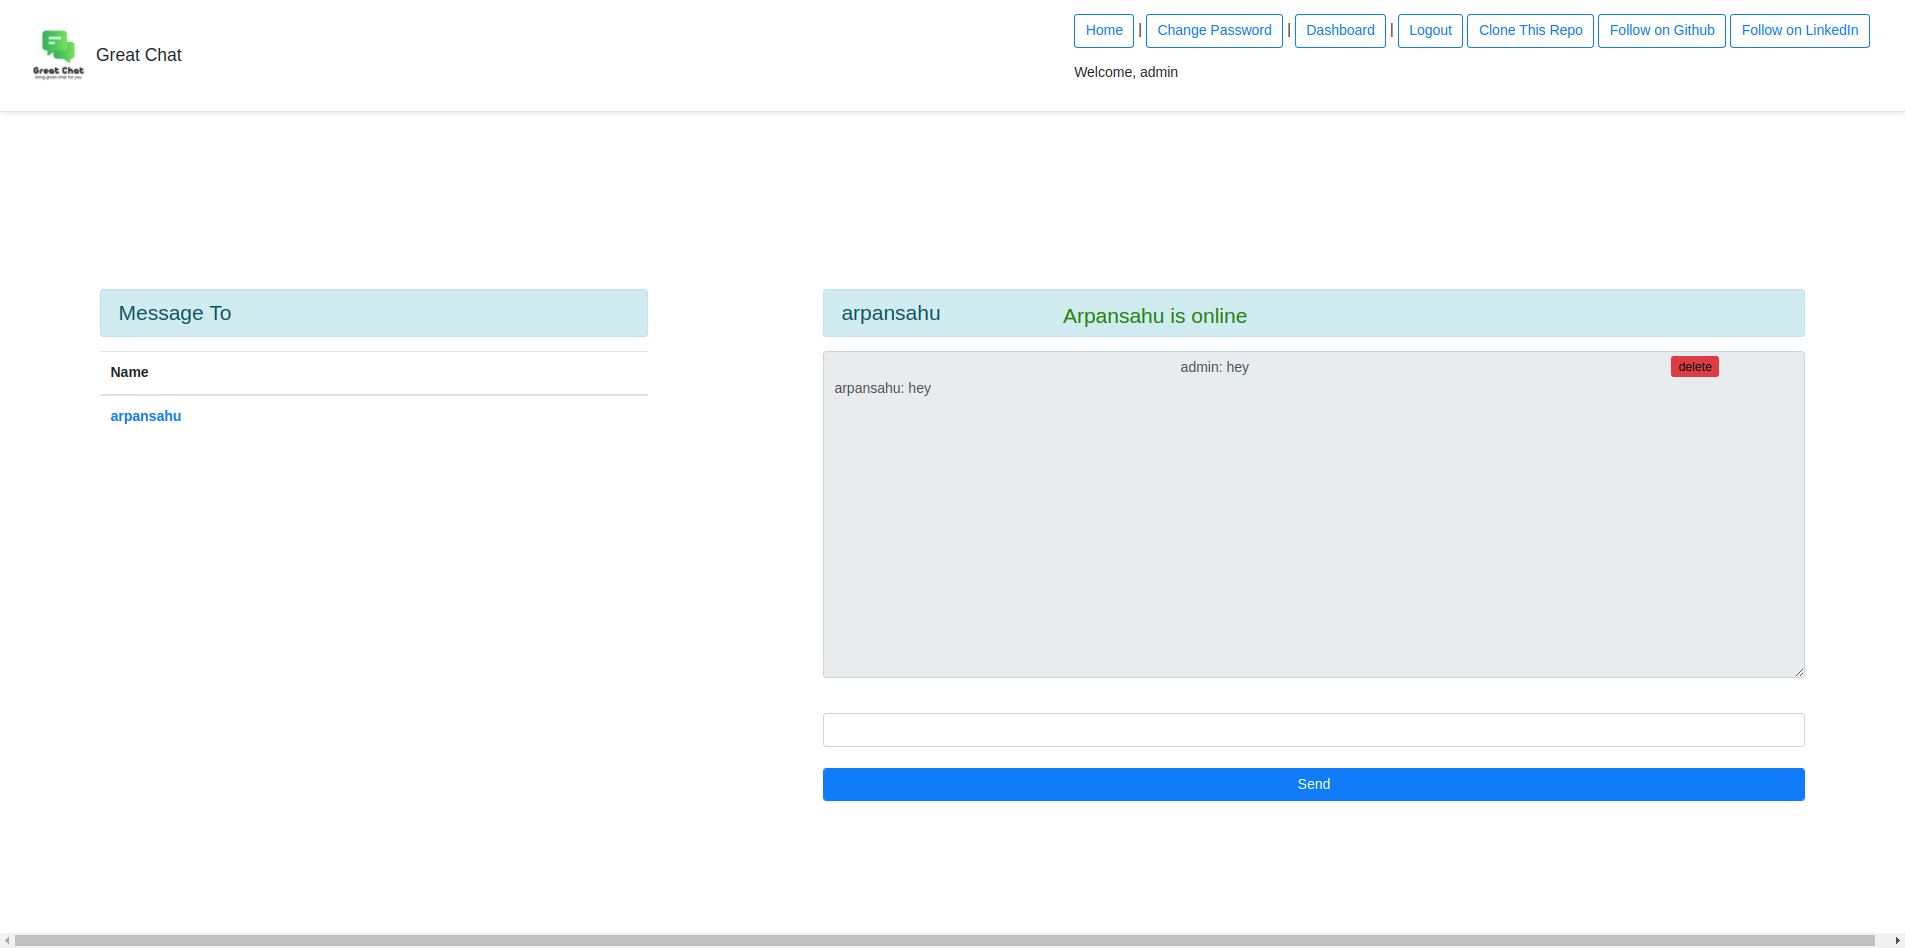 Home | Change Password | Dashboard | Logout Clone This Repo Follow on Github Follow on LinkedIn
Great Chat
Great Chat
Welcome, admin
Message To
Name
arpansahu
arpansahu
Arpansahu is online
admin: hey
delete
arpansahu: hey
Send